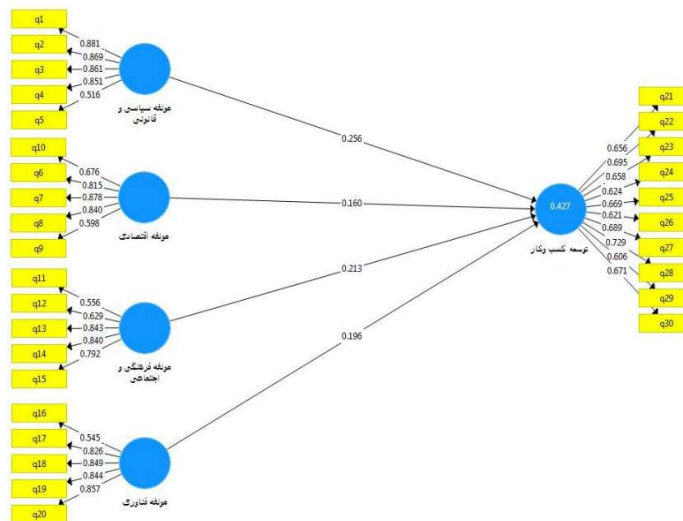 q1
q2
q3
q4
q5
0.881
0.869
0.861
0.851
0.516
مولفه سیاسی و
قانونی
q10
q6
q7
q8
q9
0.676
0.815
0.878
0.840
0.598
مولفه اقتصادی
q11
q12
q13
q14
q15
0.556
0.629
0.843
0.840
0.792
مولفه فرهنگی و
اجتماعی
q16
q17
q18
q19
q20
0.545
0.826
0.849
0.844
0.857
مولفه فناوری
0.256
0.160
0.213
0.196
0.427
توسعه کسب وکار
0.656
0.695
0.658
0.624
0.669
0.621
0.689
0.729
0.606
0.671
q21
q22
q23
q24
q25
q26
q27
q28
q29
q30